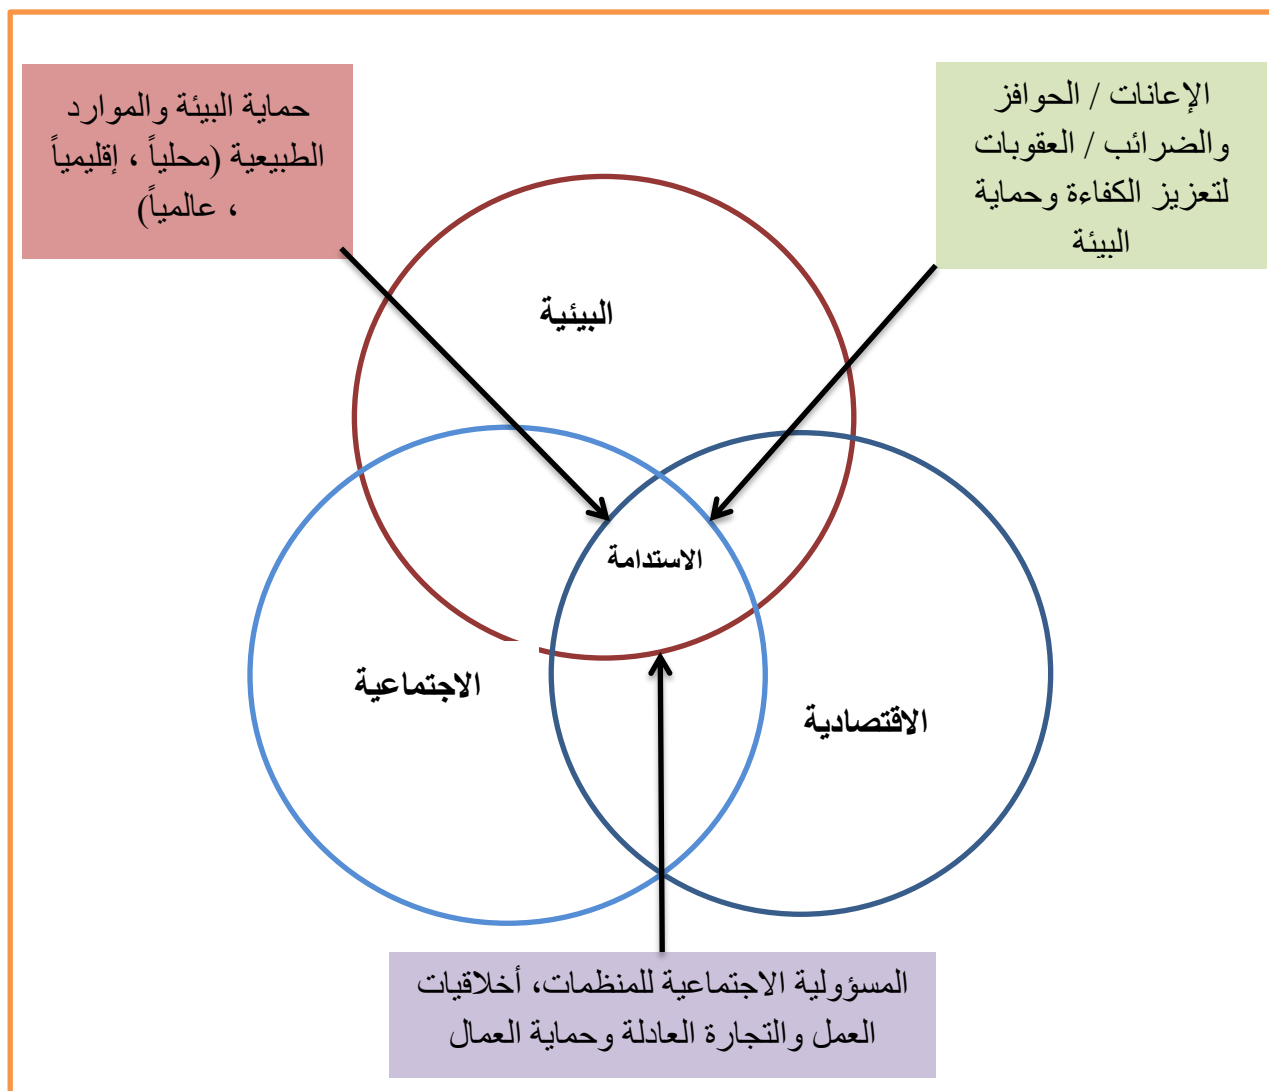 الإعانات / الحوافز
والضرائب / العقوبات
لتعزيز الكفاءة وحماية
البيئة
حماية البيئة والموارد
الطبيعية (محلياً ، إقليمياً
، عالمياً)
البيئية
الاستدامة
الاجتماعية
الاقتصادية
المسؤولية الاجتماعية للمنظمات، أخلاقيات
العمل والتجارة العادلة وحماية العمال